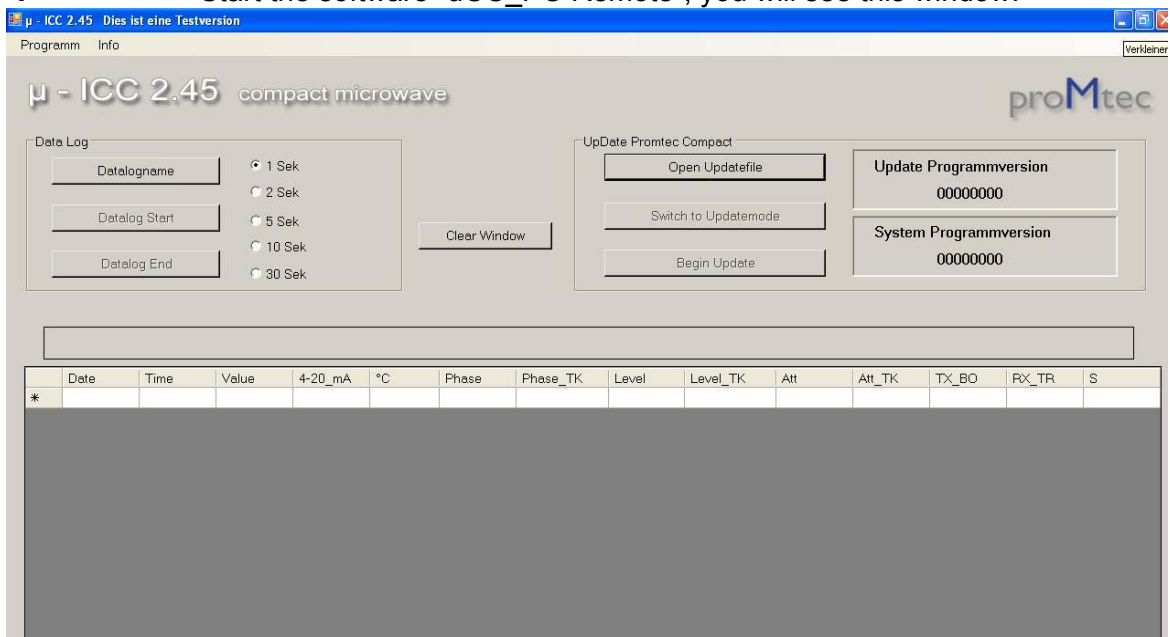 Start the software
PC Remote", you will see this window:
μ - ICC 2.45 Dies ist eine Testversion
Programm Info
Verkleiner
μ - ICC 2.45 compact microwave
proMtec
Data Log
Datalogname
Datalog Start
Datalog End
1 Sek
2 Sek
5 Sek
10 Sek
30 Sek
Clear Window
UpDate Promtec Compact
Open Updatefile
Switch to Updatemode
Begin Update
Update Programmversion
00000000
System Programmversion
00000000
Date Time Value 4-20_mA °C Phase Phase_TK Level Level_TK Att Att_TK TX_BO RX_TR S
*